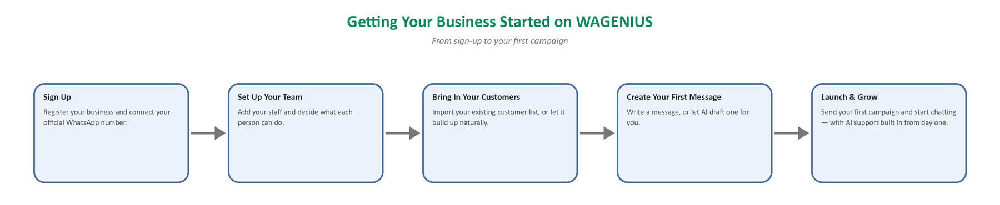 Getting Your Business Started on WAGENIUS
From sign-up to your first campaign
Sign Up
Register your business and connect your
official WhatsApp number.
Set Up Your Team
Add your staff and decide what each
person can do.
Bring In Your Customers
Import your existing customer list, or let it
build up naturally.
Create Your First Message
Write a message, or let AI draft one for
you.
Launch & Grow
Send your first campaign and start chatting
— with AI support built in from day one.